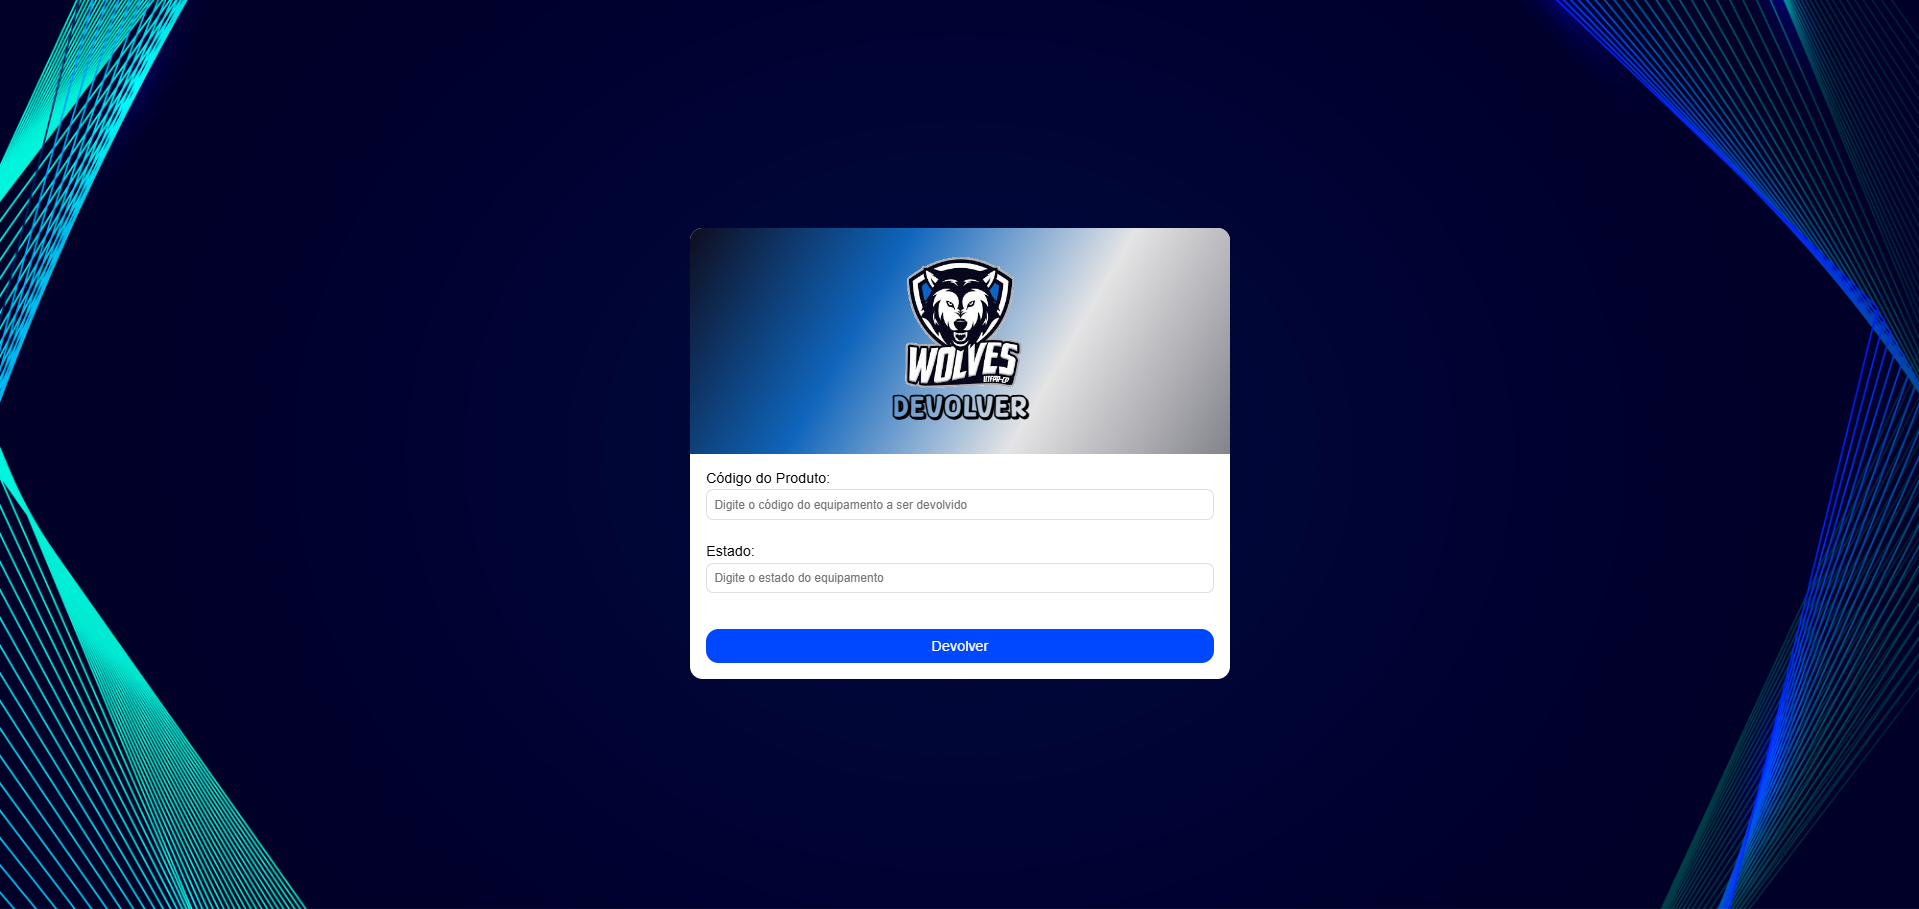 WOLVES
UTFPR-CP
DEVOLVER
Código do Produto:
Digite o código do equipamento a ser devolvido
Estado:
Digite o estado do equipamento
Devolver